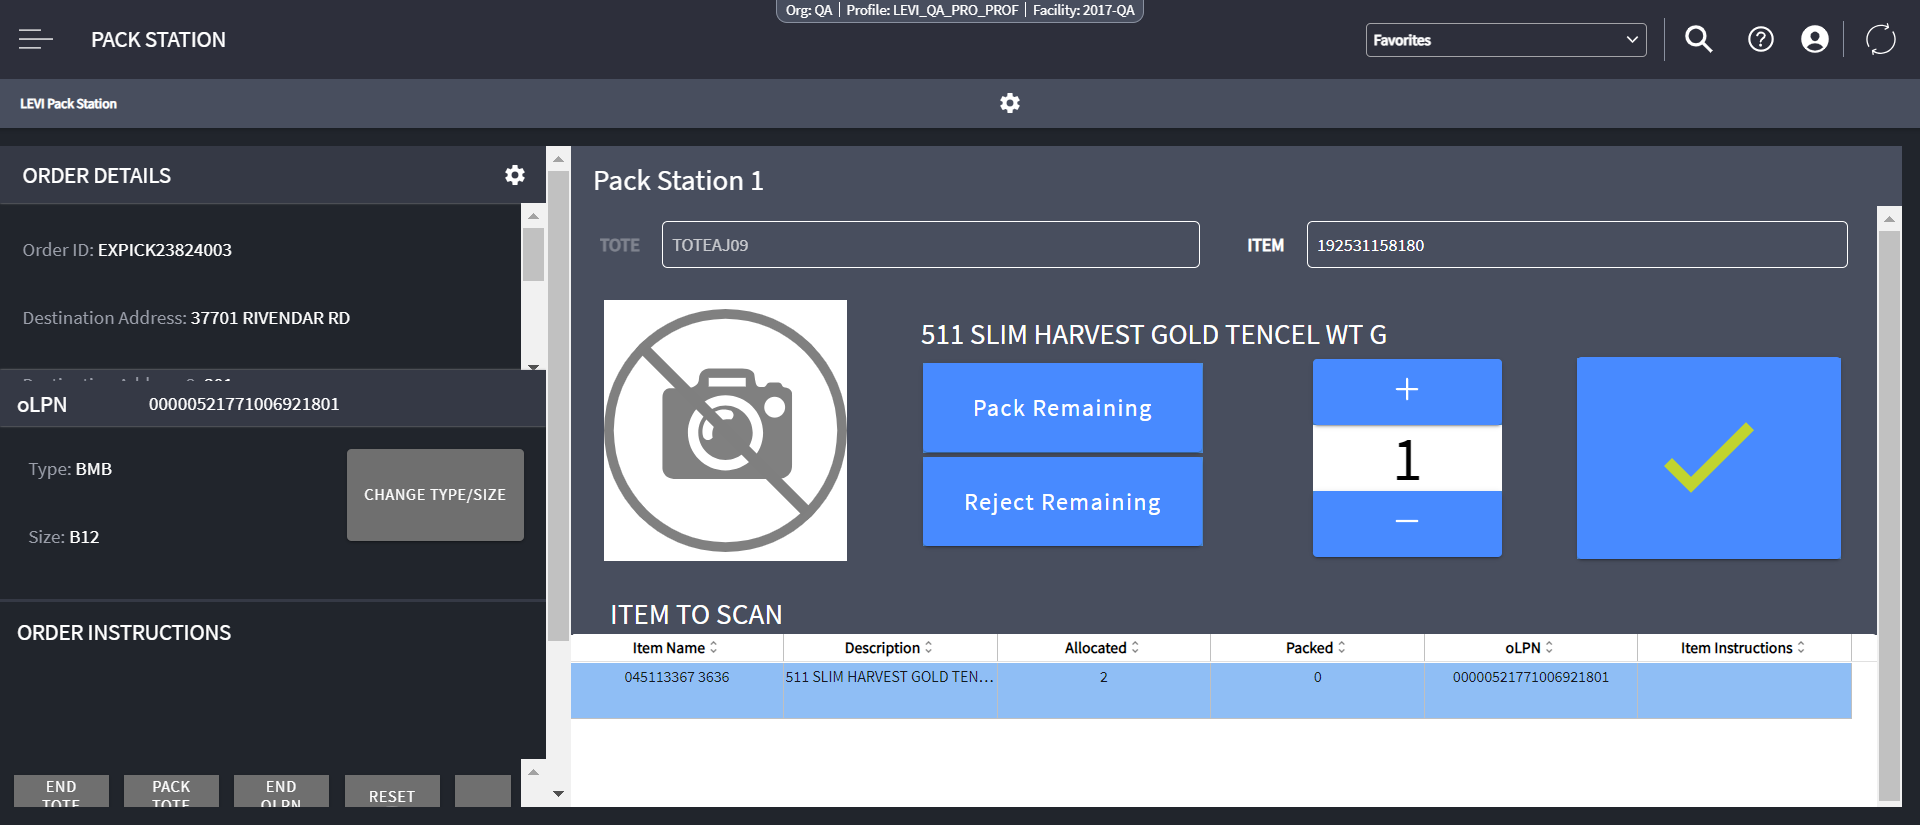 Org: QA | Profile: LEVI_QA_PRO_PROF | Facility: 2017-QA
PACK STATION
Favorites
LEVI Pack Station
ORDER DETAILS
Order ID: EXPICK23824003
Destination Address: 37701 RIVENDAR RD
oLPN 00000521771006921801
Type: BMB
CHANGE TYPE/SIZE
Size: B12
ORDER INSTRUCTIONS
END TOTE
PACK TOTE
END OLPN
RESET
Pack Station 1
TOTE TOTEAJ09
ITEM 192531158180
511 SLIM HARVEST GOLD TENCEL WT G
Pack Remaining
Reject Remaining
+
1
−
ITEM TO SCAN
Item Name Description Allocated Packed oLPN Item Instructions
045113367 3636 511 SLIM HARVEST GOLD TEN... 2 0 00000521771006921801